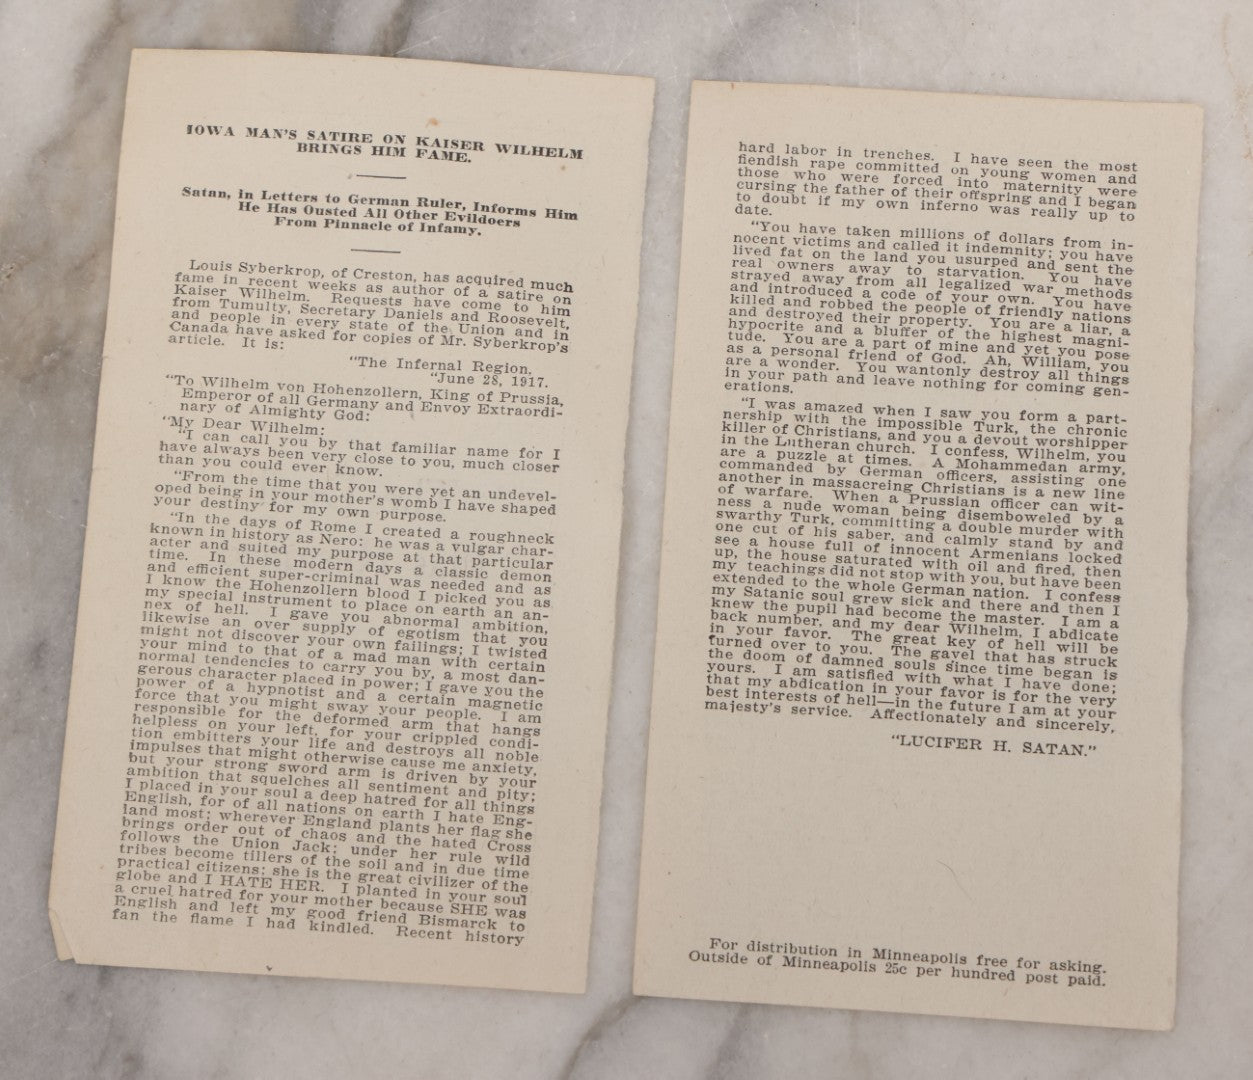 IOWA MAN'S SATIRE ON KAISER WILHELM
BRINGS HIM FAME.
Satan, in Letters to German Ruler, Informs Him
He Has Ousted All Other Evildoers
From Pinnacle of Infamy.
Louis Syberkrop, of Creston, has acquired much
fame in recent weeks as author of a satire on
Kaiser Wilhelm. Requests have come to him
from Tumulty, Secretary Daniels and Roosevelt,
and people in every state of the Union and in
Canada have asked for copies of Mr. Syberkrop's
article. It is:
"The Infernal Region.
"June 28, 1917.
"To Wilhelm von Hohenzollern, King of Prussia,
Emperor of all Germany and Envoy Extraordi-
nary of Almighty God:
"My Dear Wilhelm:
"I can call you by that familiar name for I
have always been very close to you, much closer
than you could ever know.
"From the time that you were yet an undevel-
oped being in your mother's womb I have shaped
your destiny for my own purpose.
"In the days of Rome I created a roughneck
known in history as Nero: he was a vulgar char-
acter and suited my purpose at that particular
time. In these modern days a classic demon
and efficient super-criminal was needed and as
I know the Hohenzollern blood I picked you as
my special instrument to place on earth an an-
nex of hell. I gave you abnormal ambition,
likewise an over supply of egotism that you
might not discover your own failings; I twisted
your mind to that of a mad man with certain
normal tendencies to carry you by, a most dan-
gerous character placed in power; I gave you the
power of a hypnotist and a certain magnetic
force that you might sway your people. I am
responsible for the deformed arm that hangs
helpless on your left, for your crippled condi-
tion embitters your life and destroys all noble
impulses that might otherwise cause me anxiety,
but your strong sword arm is driven by your
ambition that squelches all sentiment and pity;
I placed in your soul a deep hatred for all things
English, for of all nations on earth I hate Eng-
land most; wherever England plants her flag she
brings order out of chaos and the hated Cross
follows the Union Jack; under her rule wild
tribes become tillers of the soil and in due time
practical citizens; she is the great civilizer of the
globe and I HATE HER. I planted in your soul
a cruel hatred for your mother because SHE was
English and left my good friend Bismarck to
fan the flame I had kindled. Recent history
hard labor in trenches. I have seen the most
fiendish rape committed on young women and
those who were forced into maternity were
cursing the father of their offspring and I began
to doubt if my own inferno was really up to
date.
"You have taken millions of dollars from in-
nocent victims and called it indemnity; you have
lived fat on the land you usurped and sent the
real owners away to starvation. You have
strayed away from all legalized war methods
and introduced a code of your own. You have
killed and robbed the people of friendly nations
and destroyed their property. You are a liar, a
hypocrite and a bluffer of the highest magni-
tude. You are a part of mine and yet you pose
as a personal friend of God. Ah, William, you
are a wonder. You wantonly destroy all things
in your path and leave nothing for coming gen-
erations.
"I was amazed when I saw you form a part-
nership with the impossible Turk, the chronic
killer of Christians, and you a devout worshipper
in the Lutheran church. I confess, Wilhelm, you
are a puzzle at times. A Mohammedan army,
commanded by German officers, assisting one
another in massacreing Christians is a new line
of warfare. When a Prussian officer can wit-
ness a nude woman being disemboweled by a
swarthy Turk, committing a double murder with
one cut of his saber, and calmly stand by and
see a house full of innocent Armenians locked
up, the house saturated with oil and fired, then
my teachings did not stop with you, but have been
extended to the whole German nation. I confess
my Satanic soul grew sick and there and then I
knew the pupil had become the master. I am a
back number, and my dear Wilhelm, I abdicate
in your favor. The great key of hell will be
turned over to you. The gavel that has struck
the doom of damned souls since time began is
yours. I am satisfied with what I have done;
that my abdication in your favor is for the very
best interests of hell—in the future I am at your
majesty's service. Affectionately and sincerely,
"LUCIFER H. SATAN."
For distribution in Minneapolis free for asking.
Outside of Minneapolis 25c per hundred post paid.